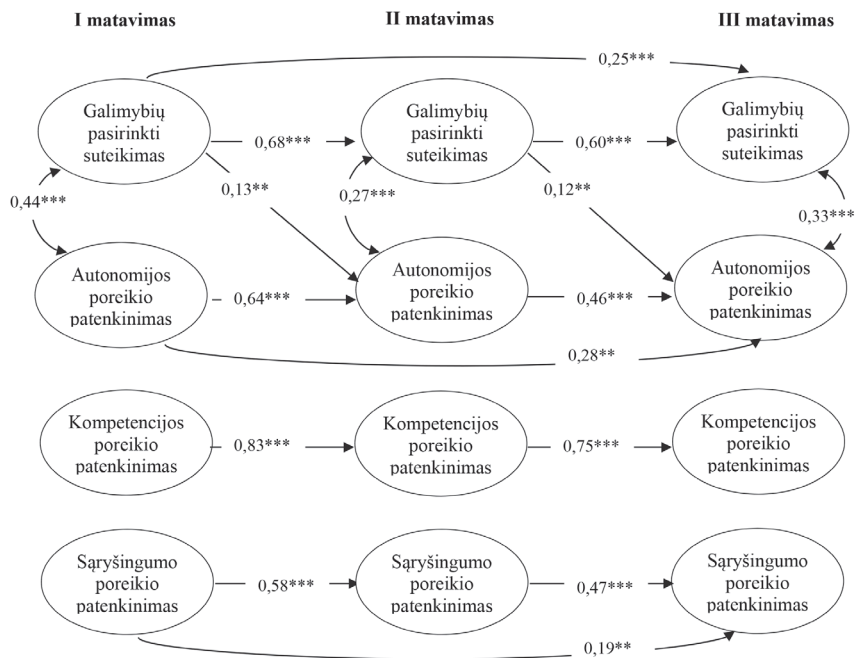 I matavimas
II matavimas
III matavimas
0,25***
Galimybių
pasirinkti
suteikimas
0,68***
Galimybių
pasirinkti
suteikimas
0,60***
Galimybių
pasirinkti
suteikimas
0,44***
0,13**
0,27***
0,12**
0,33***
Autonomijos
poreikio
patenkinimas
0,64***
Autonomijos
poreikio
patenkinimas
0,46***
Autonomijos
poreikio
patenkinimas
0,28**
Kompetencijos
poreikio
patenkinimas
0,83***
Kompetencijos
poreikio
patenkinimas
0,75***
Kompetencijos
poreikio
patenkinimas
Sąryšingumo
poreikio
patenkinimas
0,58***
Sąryšingumo
poreikio
patenkinimas
0,47***
Sąryšingumo
poreikio
patenkinimas
0,19**